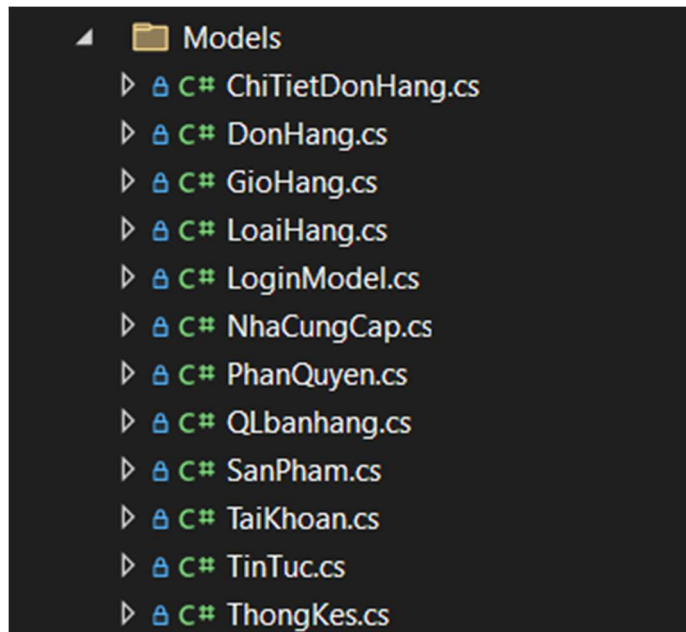 Models
C# ChiTietDonHang.cs
C# DonHang.cs
C# GioHang.cs
C# LoaiHang.cs
C# LoginModel.cs
C# NhaCungCap.cs
C# PhanQuyen.cs
C# QLbanhang.cs
C# SanPham.cs
C# TaiKhoan.cs
C# TinTuc.cs
C# ThongKes.cs